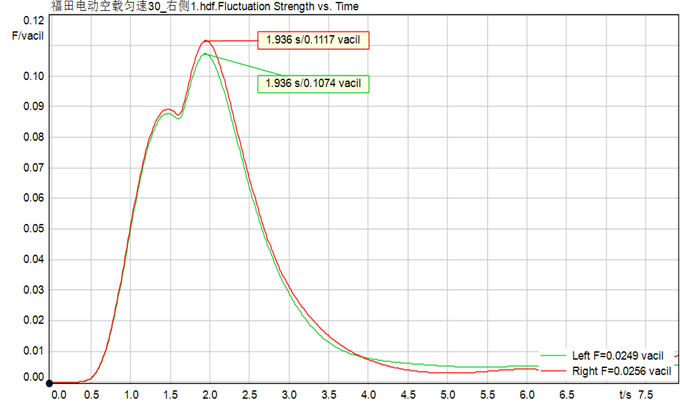 福田电动空载匀速30_右侧1.hdf.Fluctuation Strength vs. Time
0.12
F/vacil
0.10
0.09
0.08
0.07
0.06
0.05
0.04
0.03
0.02
0.01
0.00
1.936 s/0.1117 vacil
1.936 s/0.1074 vacil
Left F=0.0249 vacil
Right F=0.0256 vacil
0.0 0.5 1.0 1.5 2.0 2.5 3.0 3.5 4.0 4.5 5.0 5.5 6.0 6.5 t/s 7.5